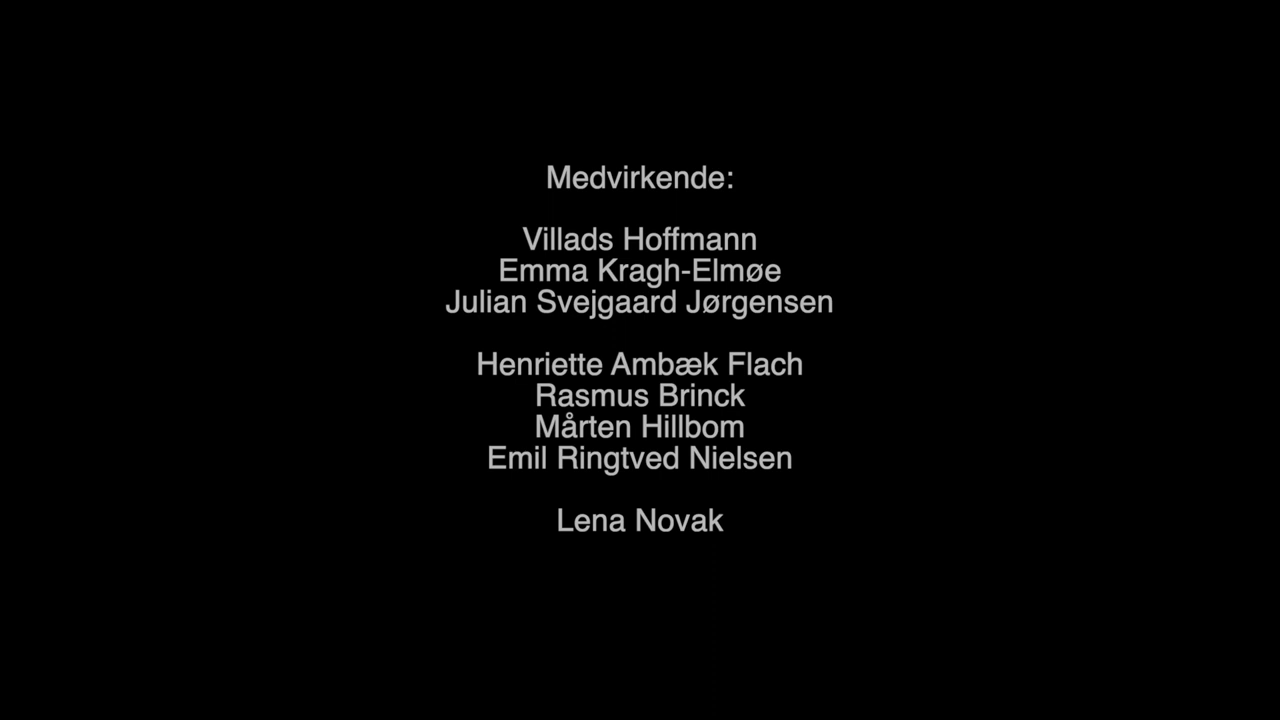 Medvirkende:
Villads Hoffmann
Emma Kragh-Elmøe
Julian Svejgaard Jørgensen
Henriette Ambæk Flach
Rasmus Brinck
Mårten Hillbom
Emil Ringtved Nielsen
Lena Novak